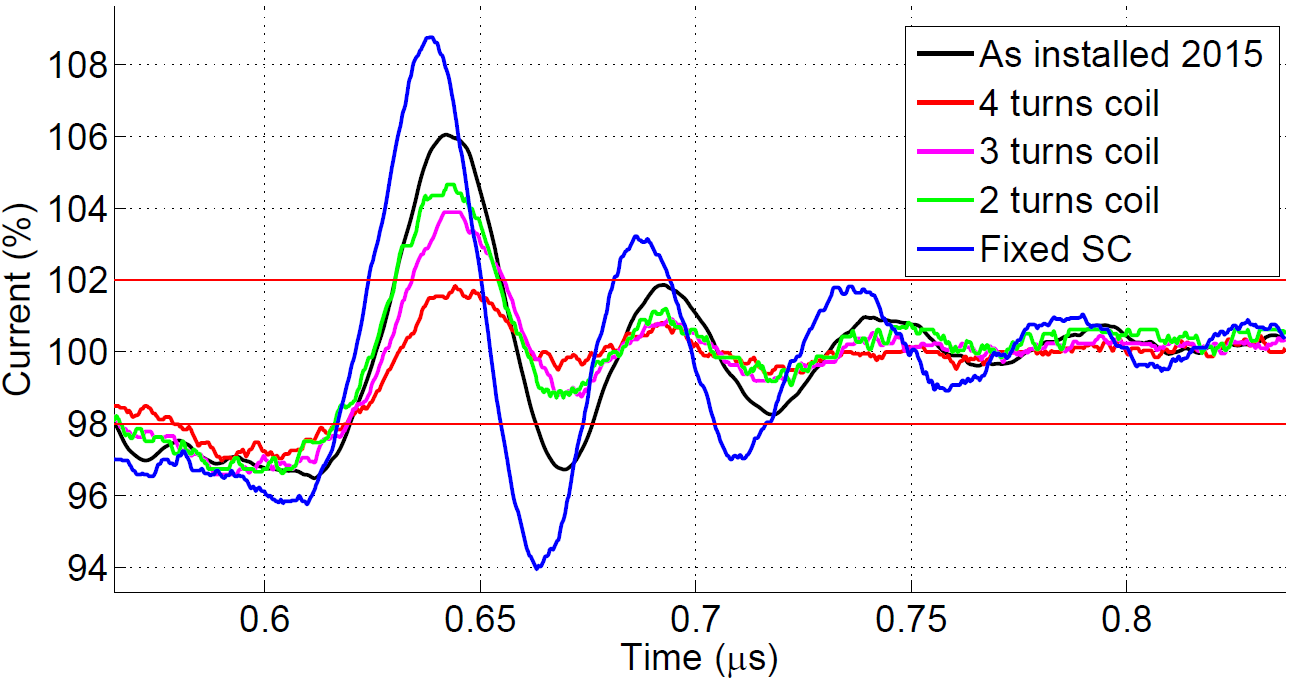 As installed 2015
4 turns coil
3 turns coil
2 turns coil
Fixed SC
Current (%)
108
106
104
102
100
98
96
94
0.6
0.65
0.7
0.75
0.8
Time (μs)